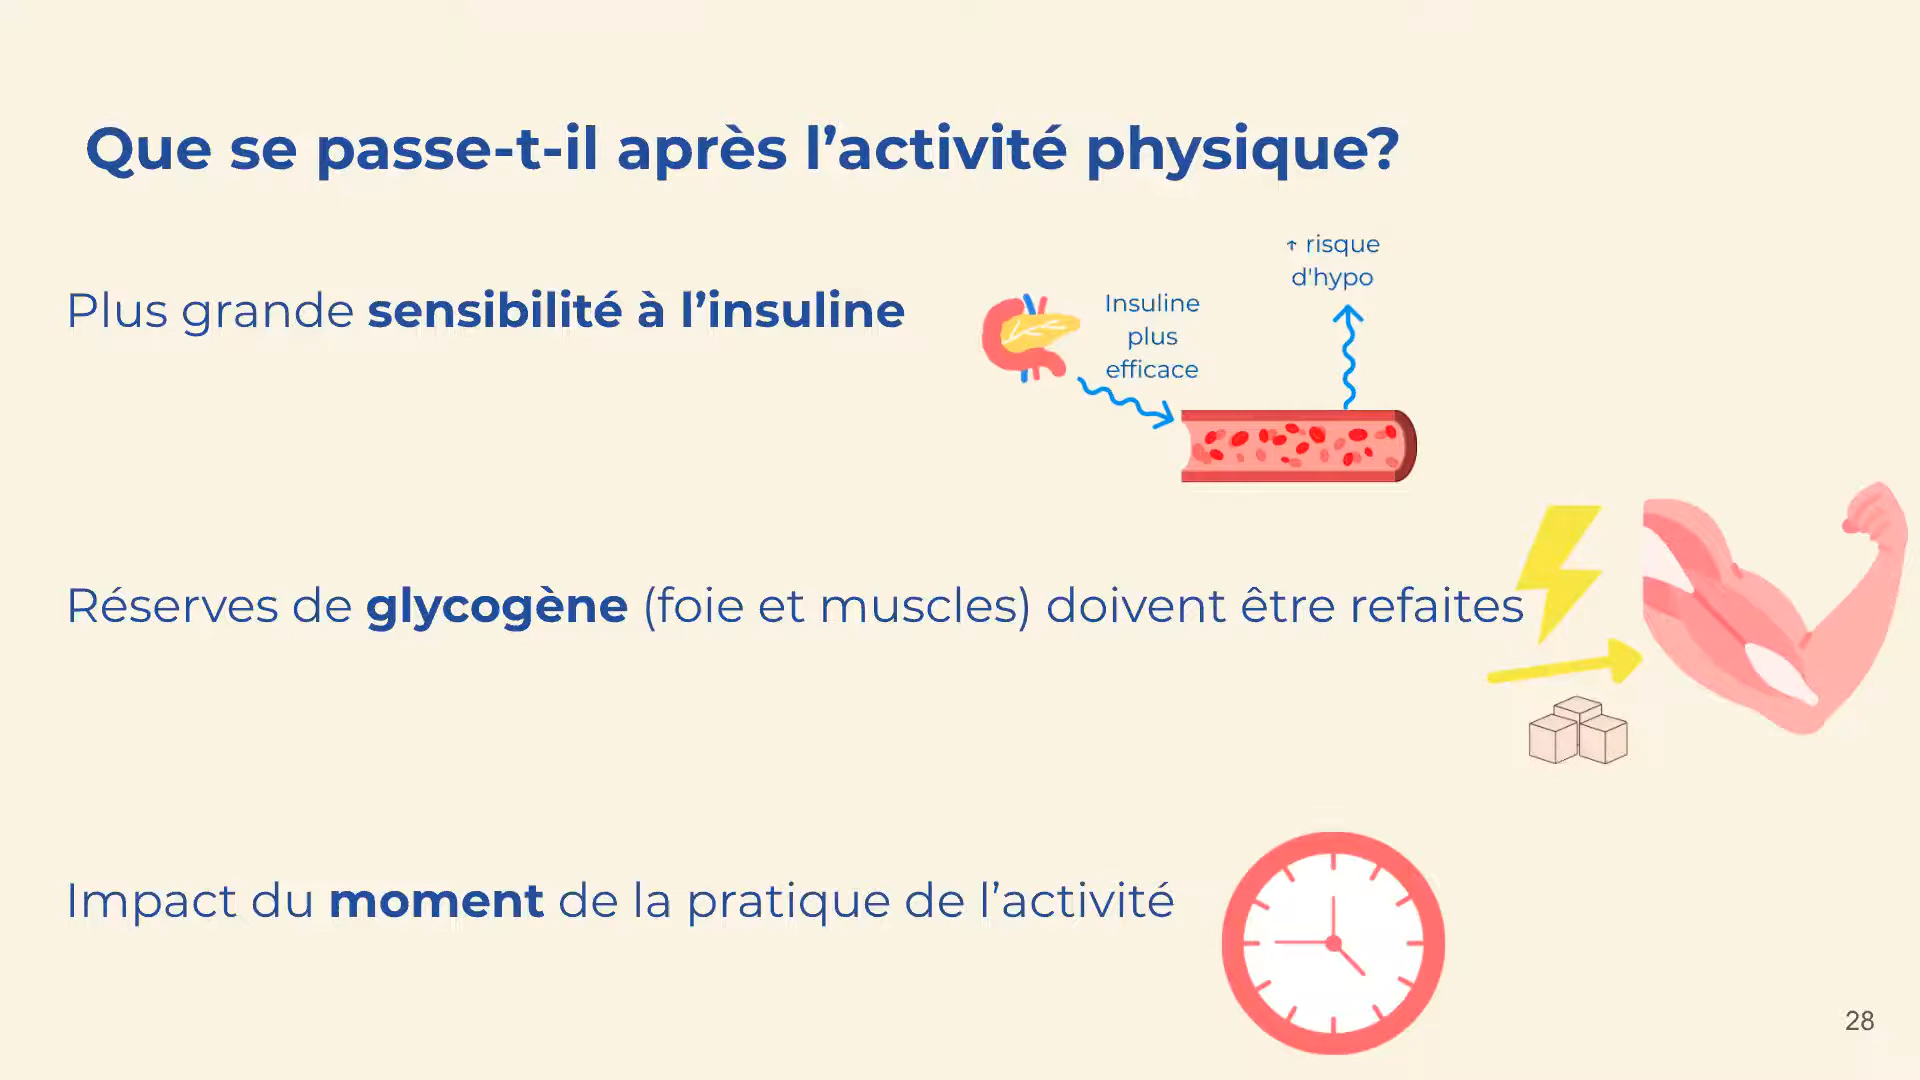 Que se passe-t-il après l’activité physique?
Plus grande sensibilité à l’insuline
Insuline
plus
efficace
↑ risque
d'hypo
Réserves de glycogène (foie et muscles) doivent être refaites
Impact du moment de la pratique de l’activité
28